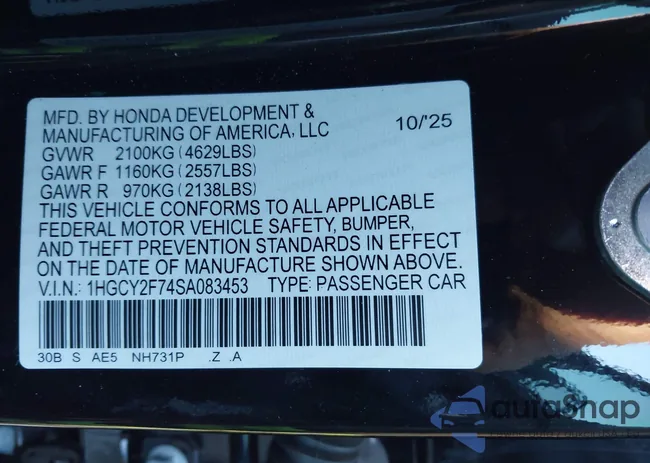 MFD. BY HONDA DEVELOPMENT &
MANUFACTURING OF AMERICA, LLC 10/'25
GVWR 2100KG (4629LBS)
GAWR F 1160KG (2557LBS)
GAWR R 970KG (2138LBS)
THIS VEHICLE CONFORMS TO ALL APPLICABLE
FEDERAL MOTOR VEHICLE SAFETY, BUMPER,
AND THEFT PREVENTION STANDARDS IN EFFECT
ON THE DATE OF MANUFACTURE SHOWN ABOVE.
V.I.N.: 1HGCY2F74SA083453 TYPE: PASSENGER CAR
30B S AE5 NH731P .Z .A
auraSnap